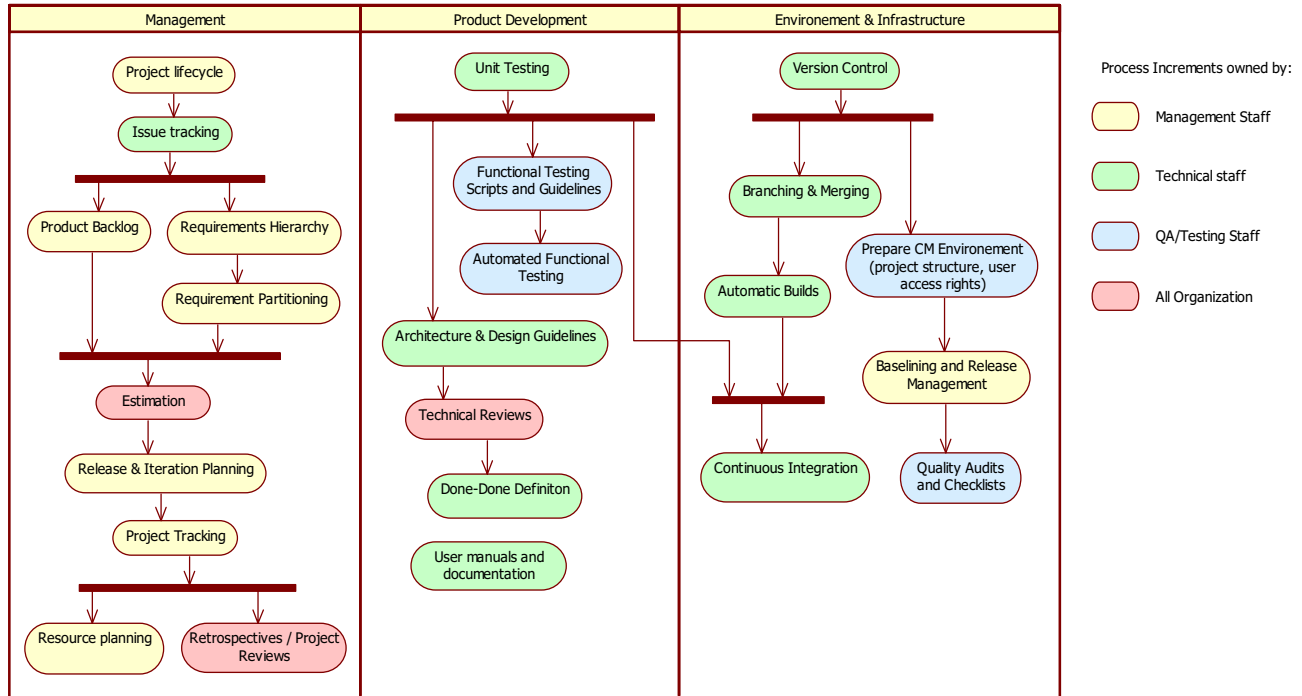 Management
Product Development
Environement & Infrastructure
Project lifecycle
Issue tracking
Product Backlog
Requirements Hierarchy
Requirement Partitioning
Estimation
Release & Iteration Planning
Project Tracking
Resource planning
Retrospectives / Project
Reviews
Unit Testing
Functional Testing
Scripts and Guidelines
Automated Functional
Testing
Architecture & Design Guidelines
Technical Reviews
Done-Done Definiton
User manuals and
documentation
Version Control
Branching & Merging
Prepare CM Environement
(project structure, user
access rights)
Automatic Builds
Baselining and Release
Management
Continuous Integration
Quality Audits
and Checklists
Process Increments owned by:
Management Staff
Technical staff
QA/Testing Staff
All Organization